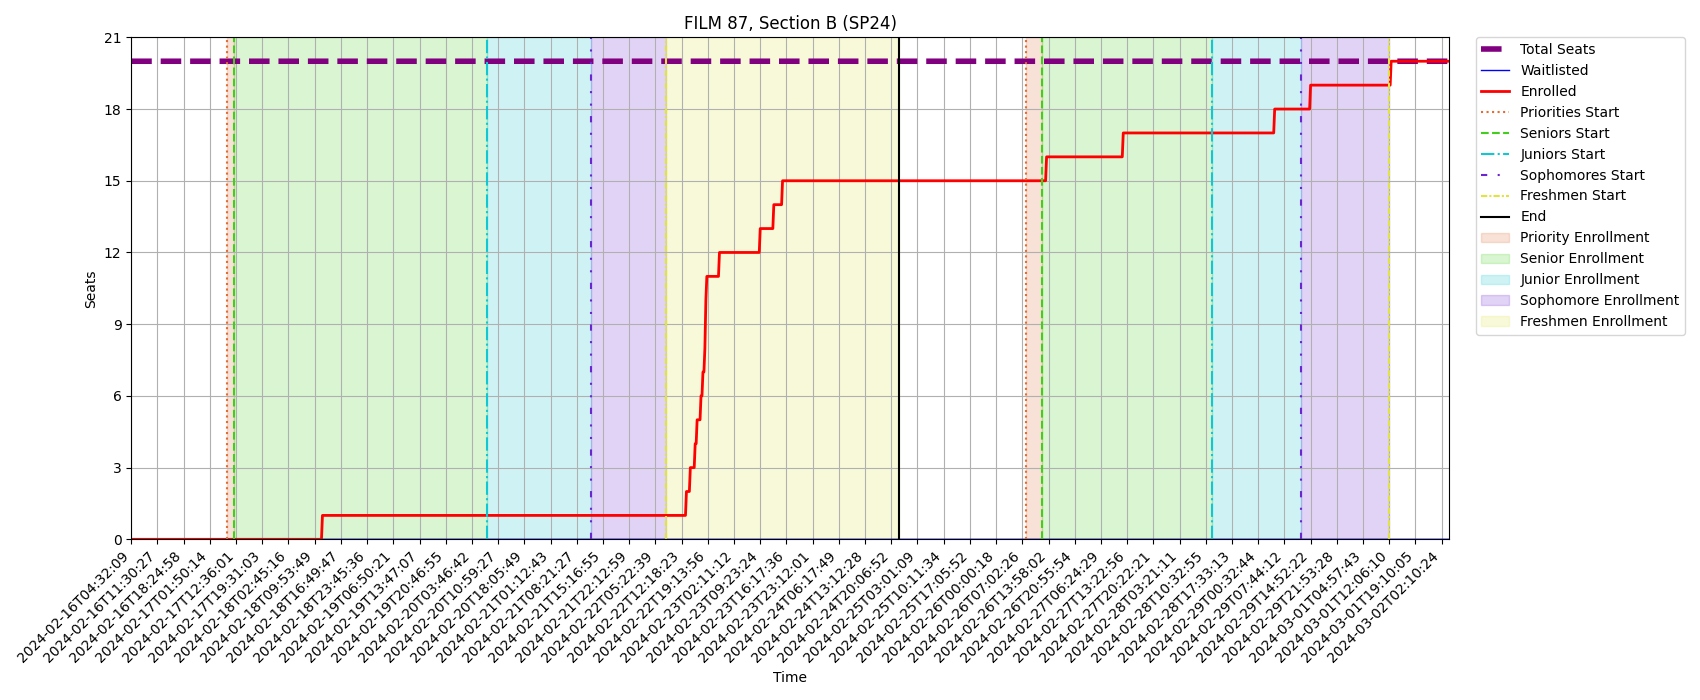 FILM 87, Section B (SP24)
Seats
21
18
15
12
9
6
3
0
2024-02-16T04:32:09
2024-02-16T11:30:27
2024-02-16T18:24:58
2024-02-17T01:50:14
2024-02-17T12:36:01
2024-02-17T19:31:03
2024-02-18T02:45:16
2024-02-18T09:53:49
2024-02-18T16:49:47
2024-02-18T23:45:36
2024-02-19T06:50:21
2024-02-19T13:47:07
2024-02-19T20:46:55
2024-02-20T03:46:42
2024-02-20T10:59:27
2024-02-20T18:05:49
2024-02-21T01:12:43
2024-02-21T08:21:27
2024-02-21T15:16:55
2024-02-21T22:12:59
2024-02-22T05:22:39
2024-02-22T12:18:23
2024-02-22T19:13:56
2024-02-23T02:11:12
2024-02-23T09:23:24
2024-02-23T16:17:36
2024-02-23T23:12:01
2024-02-24T06:17:49
2024-02-24T13:12:28
2024-02-24T20:06:52
2024-02-25T03:01:09
2024-02-25T10:11:34
2024-02-25T17:05:52
2024-02-26T00:00:18
2024-02-26T07:02:26
2024-02-26T13:58:02
2024-02-26T20:55:54
2024-02-27T06:24:29
2024-02-27T13:22:56
2024-02-27T20:22:21
2024-02-28T03:21:11
2024-02-28T10:32:55
2024-02-28T17:33:13
2024-02-29T00:32:44
2024-02-29T07:44:12
2024-02-29T14:52:22
2024-02-29T21:53:28
2024-03-01T04:57:43
2024-03-01T12:06:10
2024-03-01T19:10:05
2024-03-02T02:10:24
Time
Total Seats
Waitlisted
Enrolled
Priorities Start
Seniors Start
Juniors Start
Sophomores Start
Freshmen Start
End
Priority Enrollment
Senior Enrollment
Junior Enrollment
Sophomore Enrollment
Freshmen Enrollment